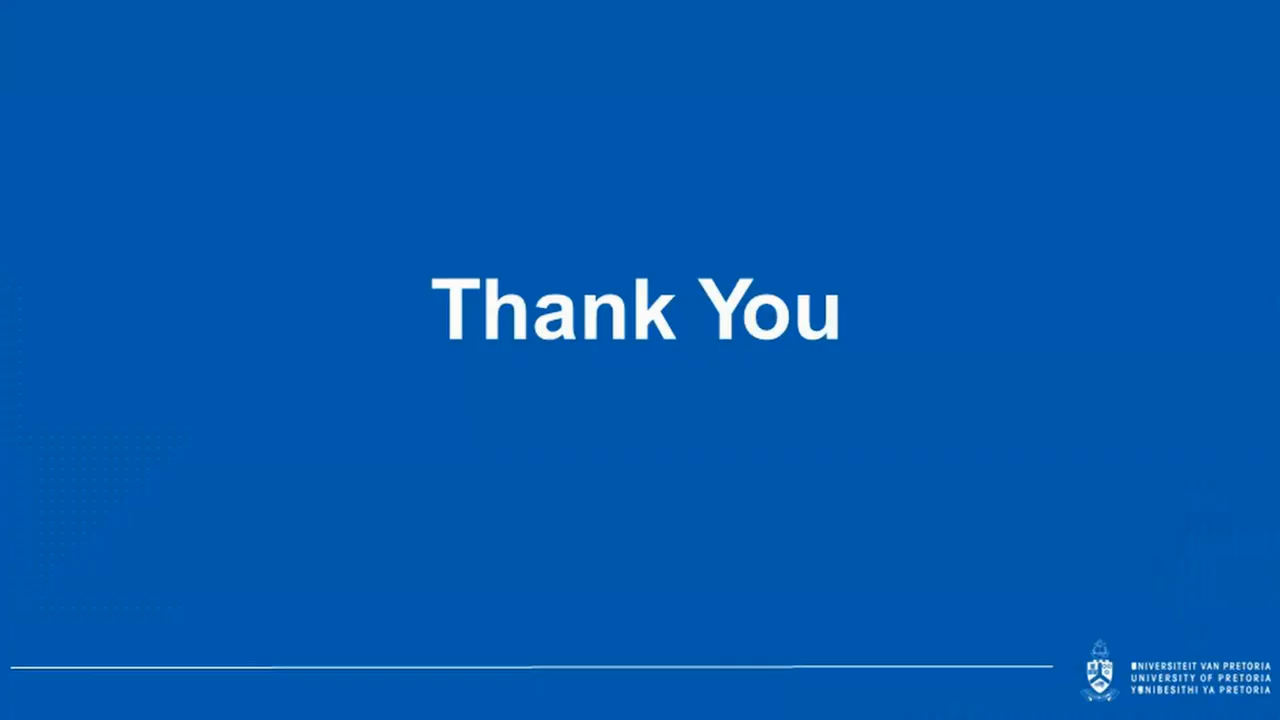 Thank You
UNIVERSITEIT VAN PRETORIA
UNIVERSITY OF PRETORIA
YUNIBESITHI YA PRETORIA